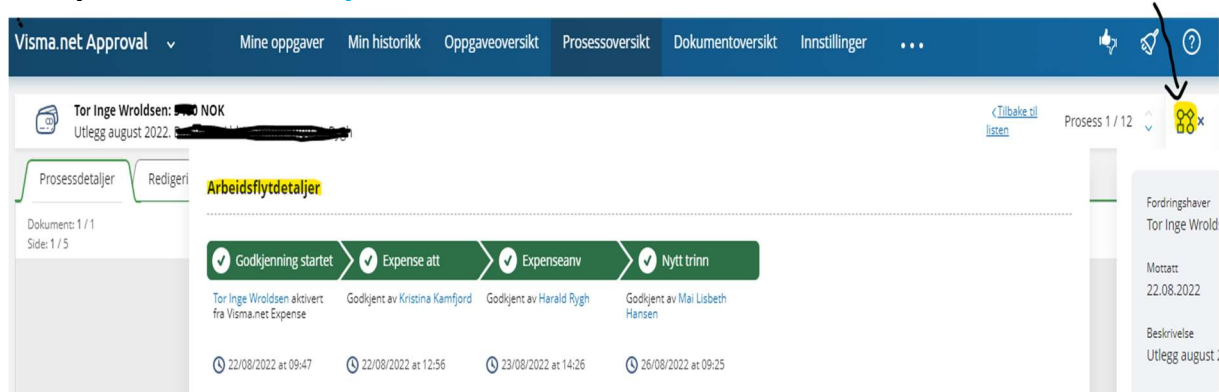 Visma.net Approval Mine oppgaver Min historikk Oppgaveoversikt Prosessoversikt Dokumentoversikt Innstillinger ...
Tor Inge Wroldsen: NOK
Utlegg august 2022.
<Tilbake til
listen
Prosess 1 / 12
Prosessdetaljer Redigeri
Dokument: 1 / 1
Side: 1 / 5
Arbeidsflytdetaljer
Godkjenning startet Expense att Expenseanv Nytt trinn
Tor Inge Wroldsen aktivert Godkjent av Kristina Kamfjord Godkjent av Harald Rygh Godkjent av Mai Lisbeth
fra Visma.net Expense Hansen
22/08/2022 at 09:47 22/08/2022 at 12:56 23/08/2022 at 14:26 26/08/2022 at 09:25
Fordringshaver
Tor Inge Wrold
Mottatt
22.08.2022
Beskrivelse
Utlegg august